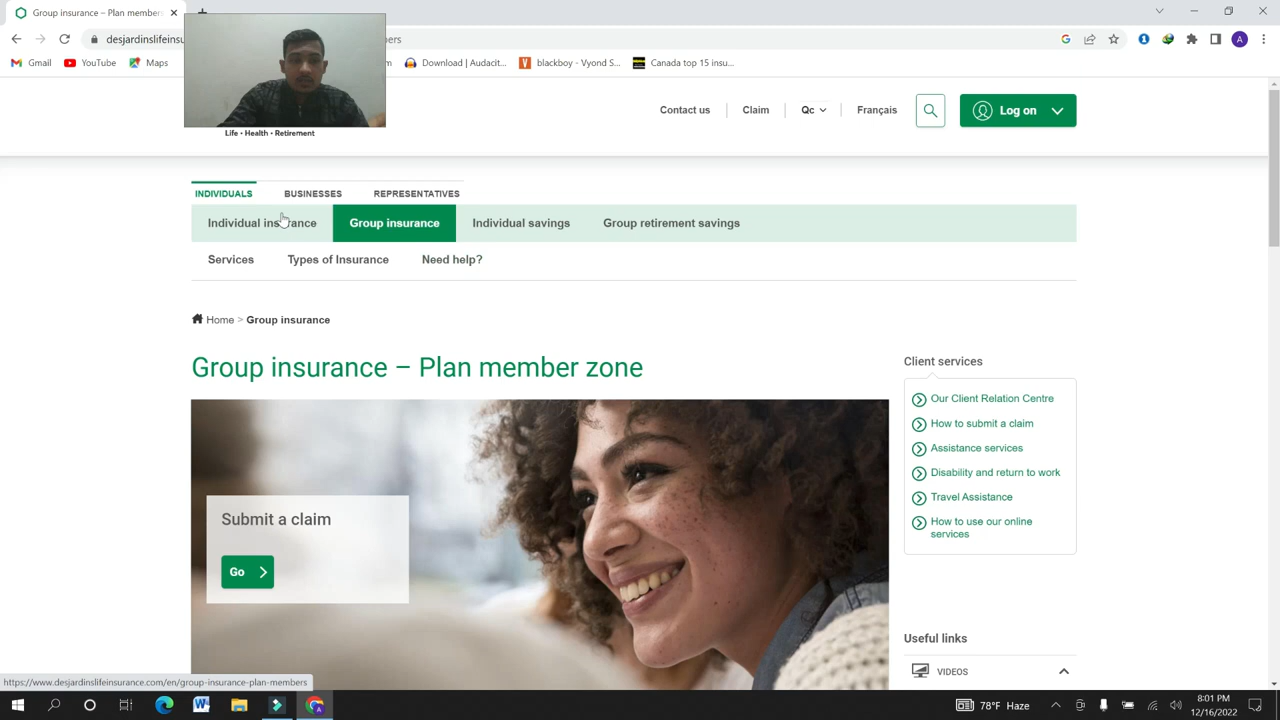 Group insurance – Plan member
desjardinslifeinsu
ers
Gmail
YouTube
Maps
m
Download | Audacit...
blackboy - Vyond S...
Canada top 15 insu...
A
Contact us
Claim
Qc
Français
Log on
Life • Health • Retirement
INDIVIDUALS
BUSINESSES
REPRESENTATIVES
Individual insurance
Group insurance
Individual savings
Group retirement savings
Services
Types of Insurance
Need help?
Home > Group insurance
Group insurance – Plan member zone
Client services
Our Client Relation Centre
How to submit a claim
Assistance services
Disability and return to work
Travel Assistance
How to use our online
services
Submit a claim
Go
Useful links
VIDEOS
https://www.desjardinslifeinsurance.com/en/group-insurance-plan-members
78°F Haze
8:01 PM
12/16/2022